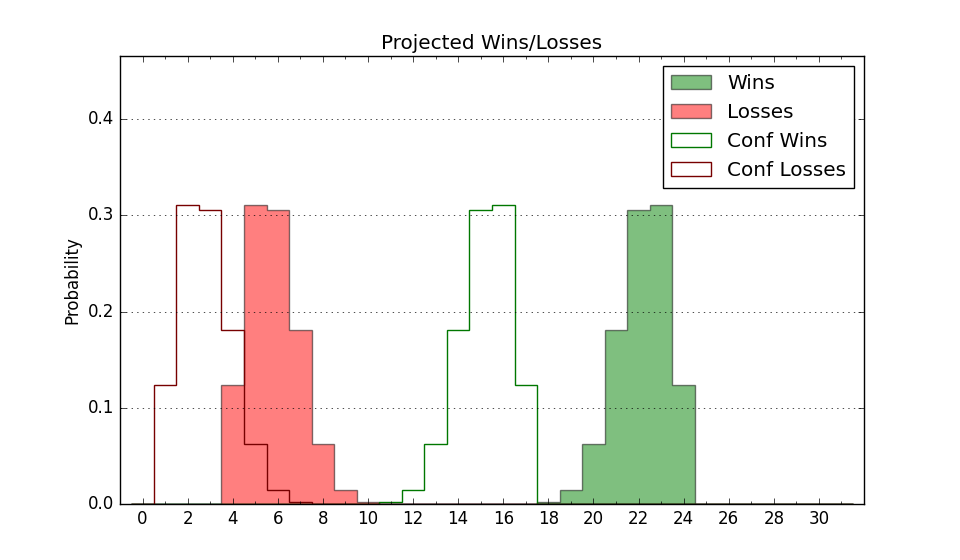 Projected Wins/Losses
Wins
Losses
Conf Wins
Conf Losses
Probability
0.4
0.3
0.2
0.1
0.0
0 2 4 6 8 10 12 14 16 18 20 22 24 26 28 30